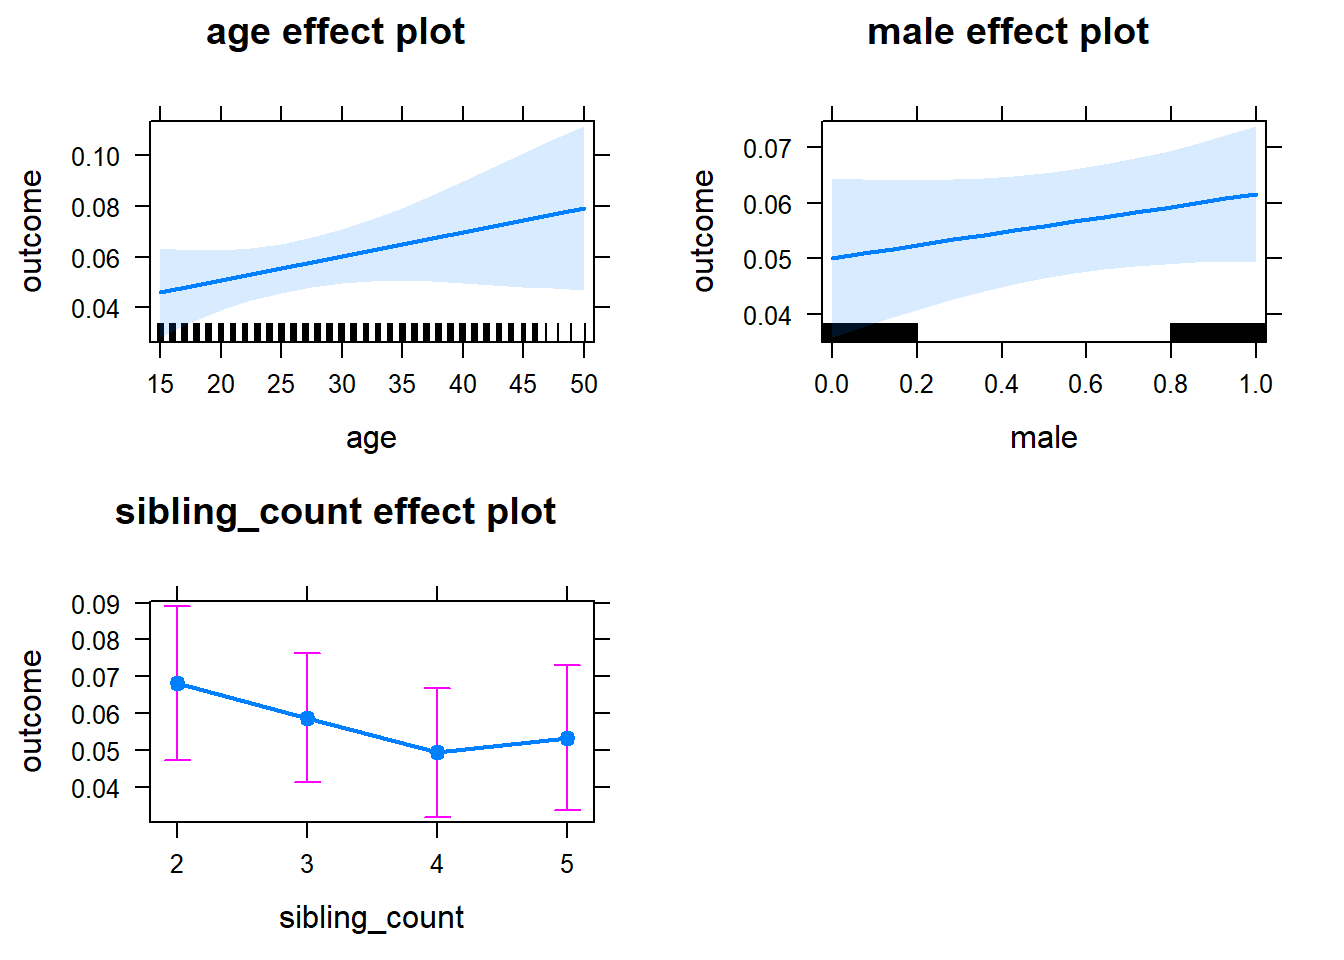 age effect plot
outcome
0.10
0.08
0.06
0.04
15 20 25 30 35 40 45 50
age
male effect plot
outcome
0.07
0.06
0.05
0.04
0.0 0.2 0.4 0.6 0.8 1.0
male
sibling_count effect plot
outcome
0.09
0.08
0.07
0.06
0.05
0.04
2 3 4 5
sibling_count